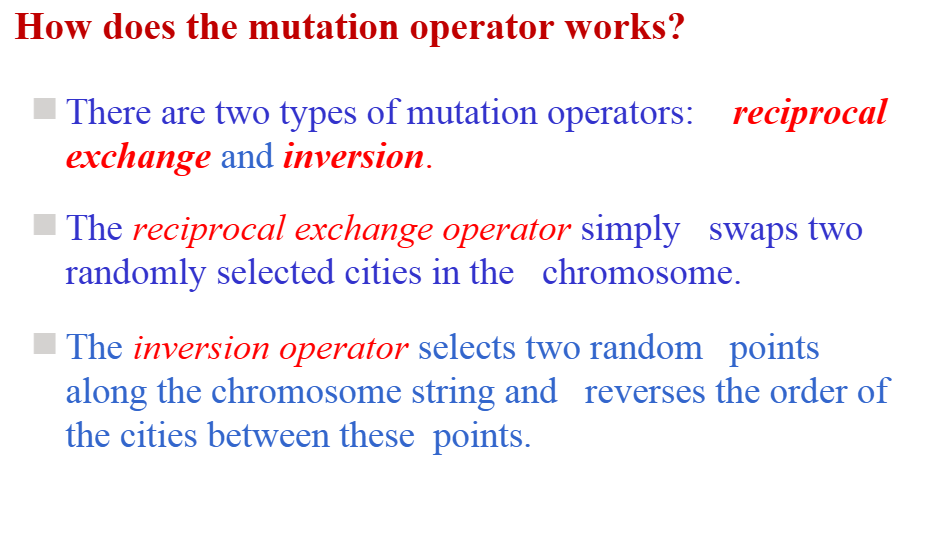 How does the mutation operator works?
There are two types of mutation operators: reciprocal
exchange and inversion.
The reciprocal exchange operator simply swaps two
randomly selected cities in the chromosome.
The inversion operator selects two random points
along the chromosome string and reverses the order of
the cities between these points.